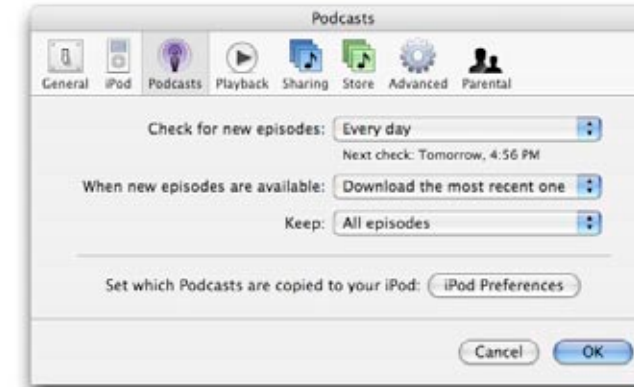 Podcasts
General iPod Podcasts Playback Sharing Store Advanced Parental
Check for new episodes: Every day
Next check: Tomorrow, 4:56 PM
When new episodes are available: Download the most recent one
Keep: All episodes
Set which Podcasts are copied to your iPod: iPod Preferences
Cancel OK